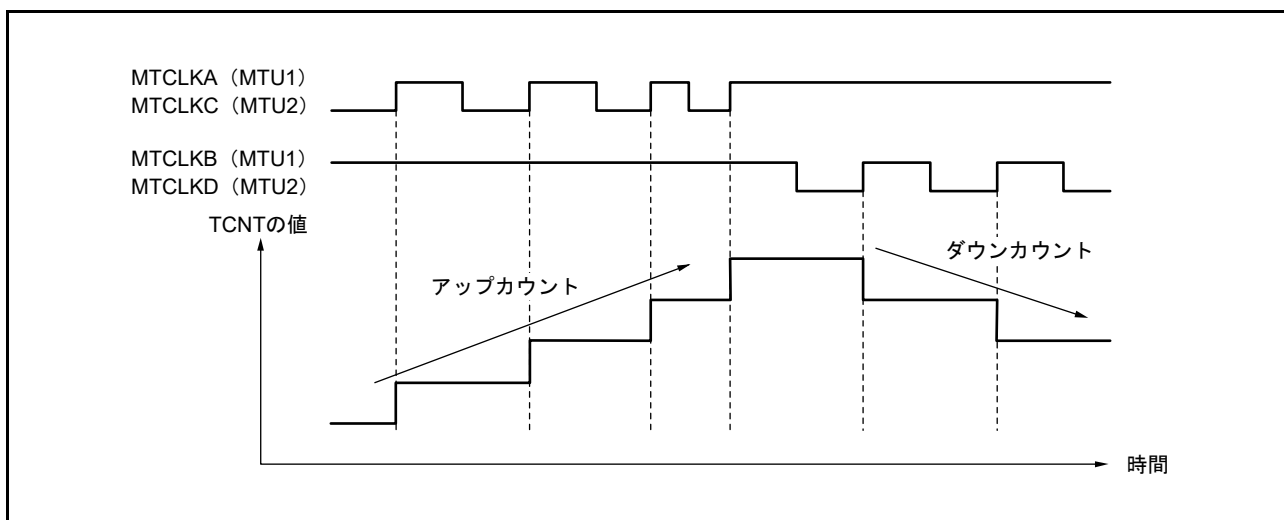 MTCLKA（MTU1）
MTCLKC（MTU2）
MTCLKB（MTU1）
MTCLKD（MTU2）
TCNTの値
アップカウント
ダウンカウント
時間